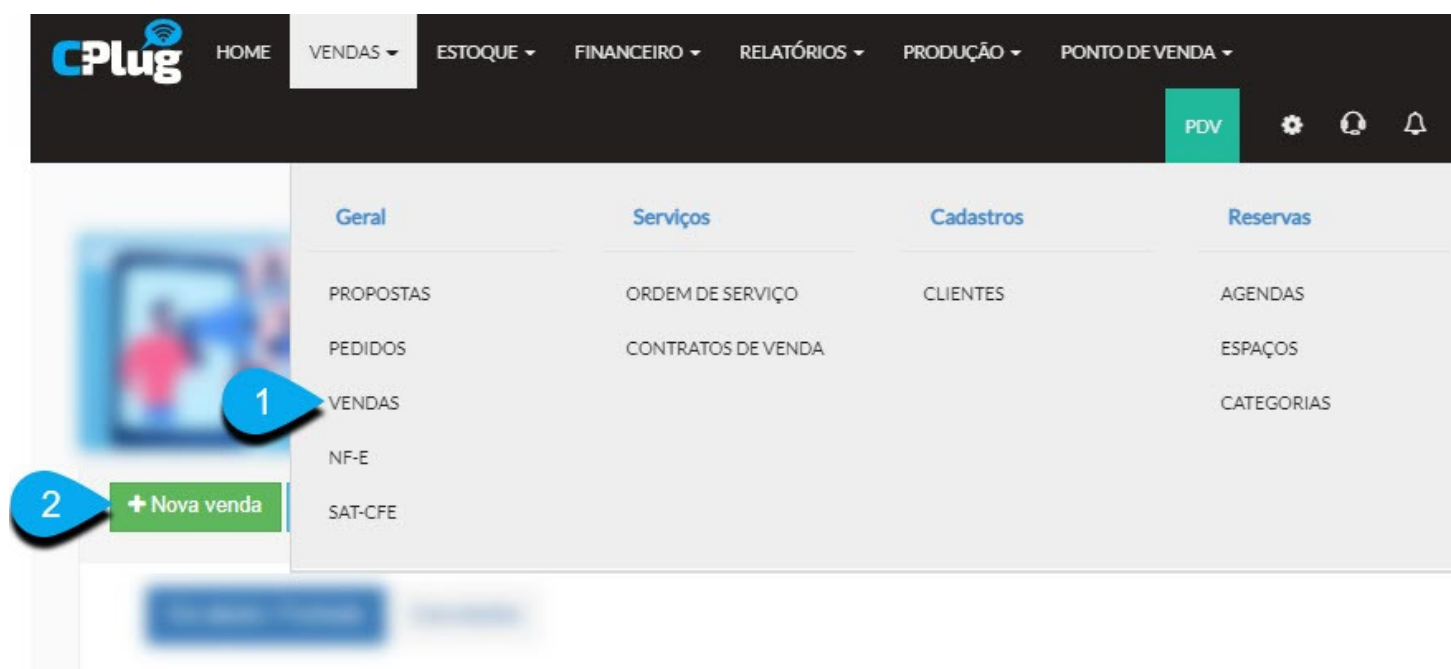 CPlug HOME VENDAS ESTOQUE FINANCEIRO RELATÓRIOS PRODUÇÃO PONTO DE VENDA
PDV
Geral Serviços Cadastros Reservas
PROPOSTAS ORDEM DE SERVIÇO CLIENTES AGENDAS
PEDIDOS CONTRATOS DE VENDA ESPAÇOS
1 VENDAS CATEGORIAS
NF-E
2 + Nova venda
SAT-CFE